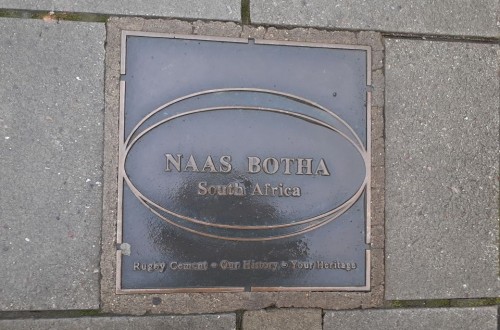 NAAS BOTHA
South Africa
Rugby Cement • Our History • Your Heritage